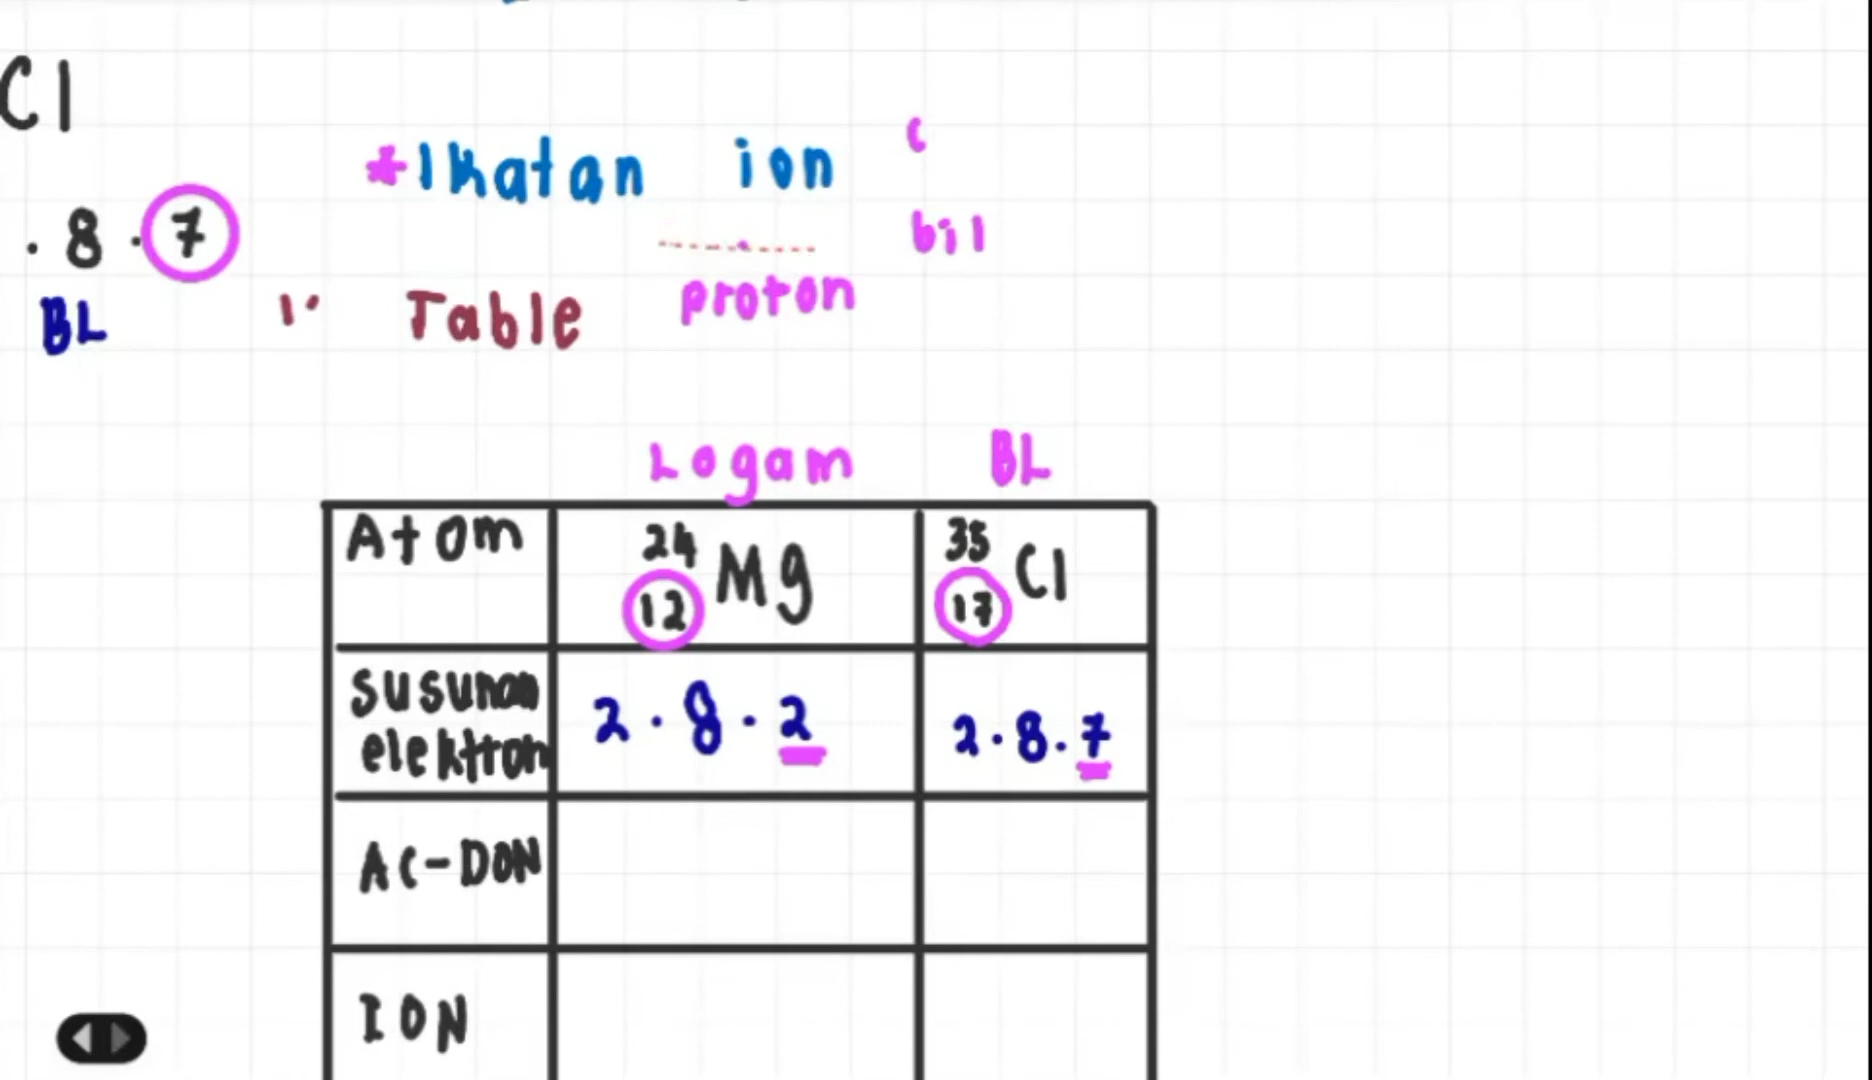 Cl
*Ikatan ion c
. 8 . 7
bil
proton
BL
1. Table
Logam BL
Atom 24 12 Mg 35 17 Cl
susunan elektron 2.8.2 2.8.7
AC-DON
ION